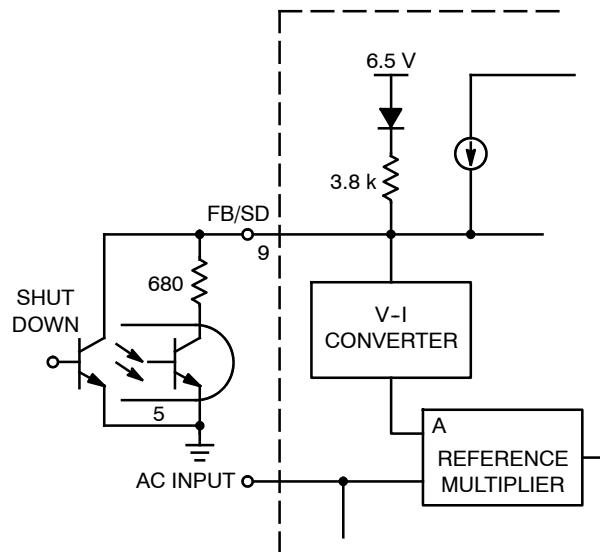 6.5 V
3.8 k
FB/SD
9
680
SHUT
DOWN
V-I
CONVERTER
5
A
REFERENCE
MULTIPLIER
AC INPUT